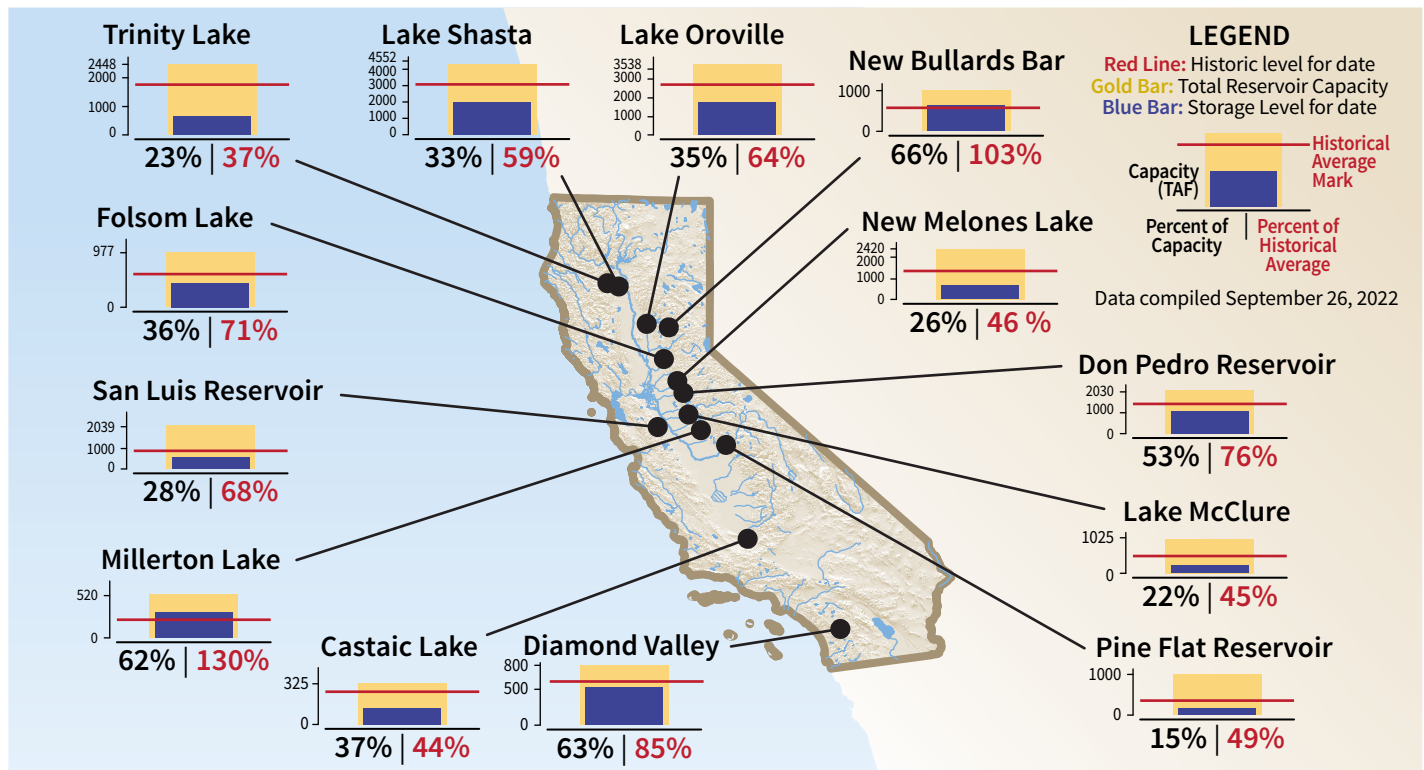 Trinity Lake
2448
2000
1000
0
23% | 37%
Lake Shasta
4552
4000
3000
2000
1000
0
33% | 59%
Lake Oroville
3538
3000
2000
1000
0
35% | 64%
New Bullards Bar
1000
0
66% | 103%
LEGEND
Red Line: Historic level for date
Gold Bar: Total Reservoir Capacity
Blue Bar: Storage Level for date
Capacity
(TAF)
Historical
Average
Mark
Percent of
Capacity
Percent of
Historical
Average
Data compiled September 26, 2022
Folsom Lake
977
0
36% | 71%
New Melones Lake
2420
2000
1000
0
26% | 46 %
San Luis Reservoir
2039
1000
0
28% | 68%
Don Pedro Reservoir
2030
1000
0
53% | 76%
Millerton Lake
520
0
62% | 130%
Lake McClure
1025
0
22% | 45%
Castaic Lake
325
0
37% | 44%
Diamond Valley
800
500
0
63% | 85%
Pine Flat Reservoir
1000
0
15% | 49%